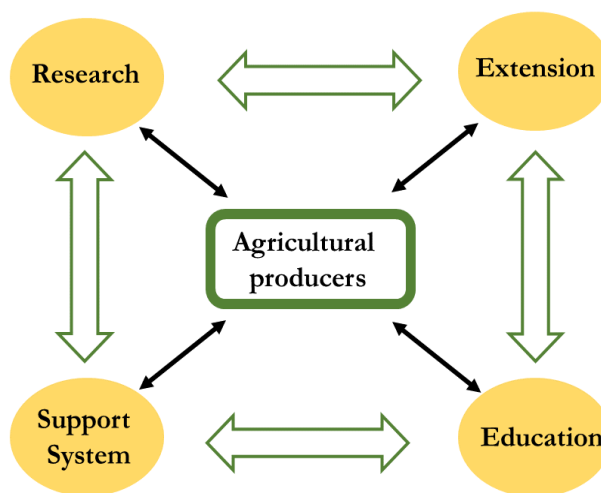 Research
Extension
Agricultural
producers
Support
System
Education